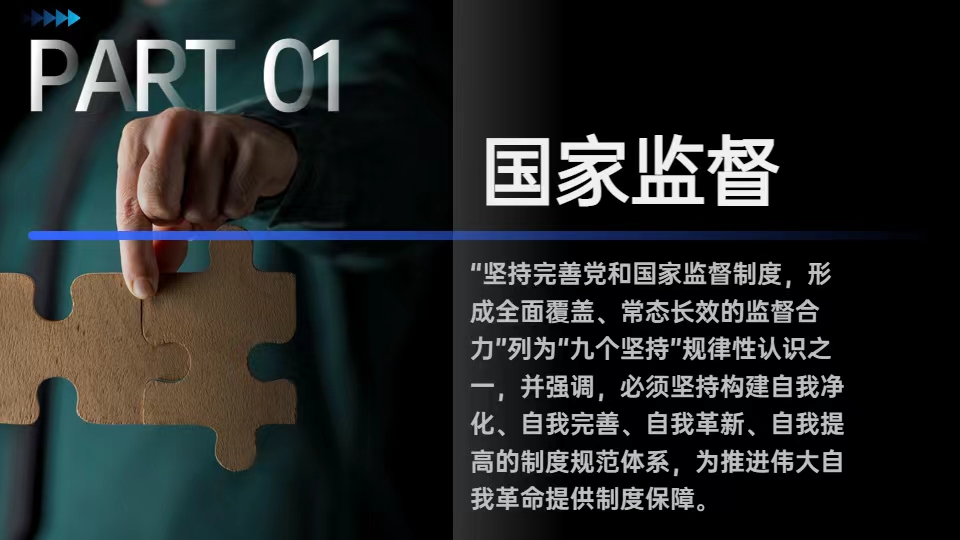 PART 01
国家监督
“坚持完善党和国家监督制度，形
成全面覆盖、常态长效的监督合
力”列为“九个坚持”规律性认识之
一，并强调，必须坚持构建自我净
化、自我完善、自我革新、自我提
高的制度规范体系，为推进伟大自
我革命提供制度保障。